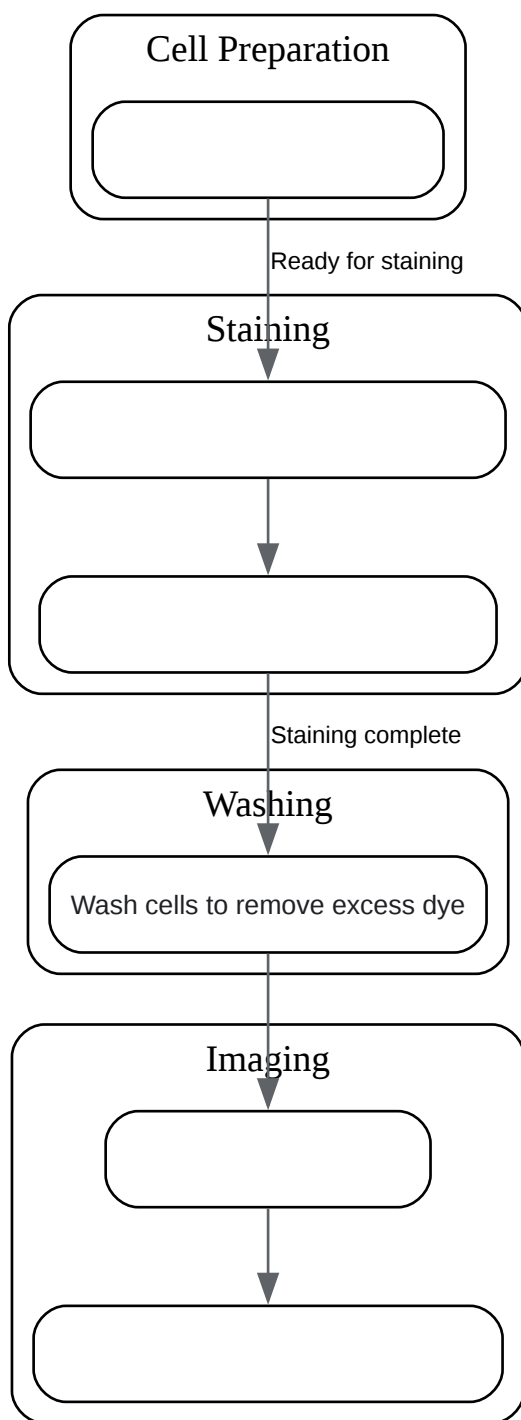 Cell Preparation
Ready for staining
Staining
Staining complete
Washing
Wash cells to remove excess dye
Imaging